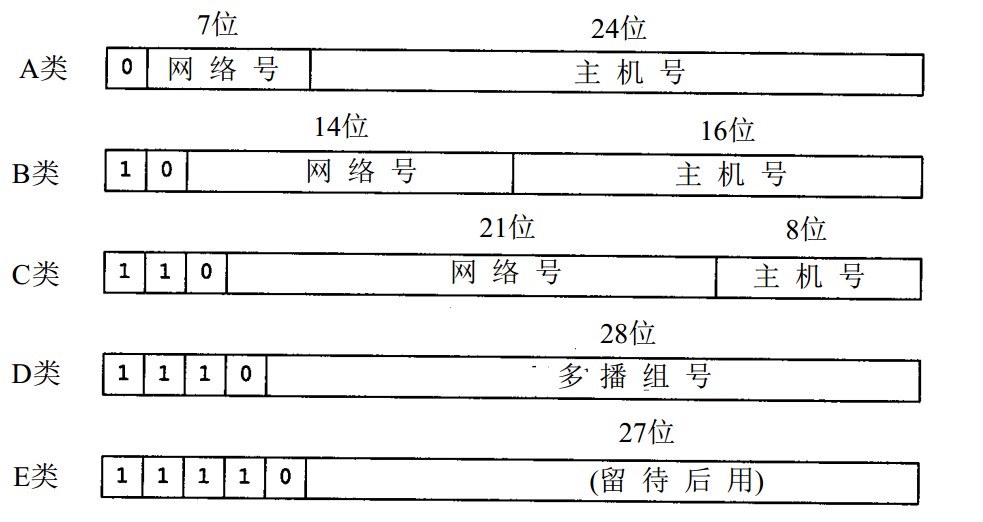 7位 24位
A类 0 网 络 号 主 机 号
14位 16位
B类 1 0 网 络 号 主 机 号
21位 8位
C类 1 1 0 网 络 号 主 机 号
28位
D类 1 1 1 0 多 播 组 号
27位
E类 1 1 1 1 0 (留 待 后 用)